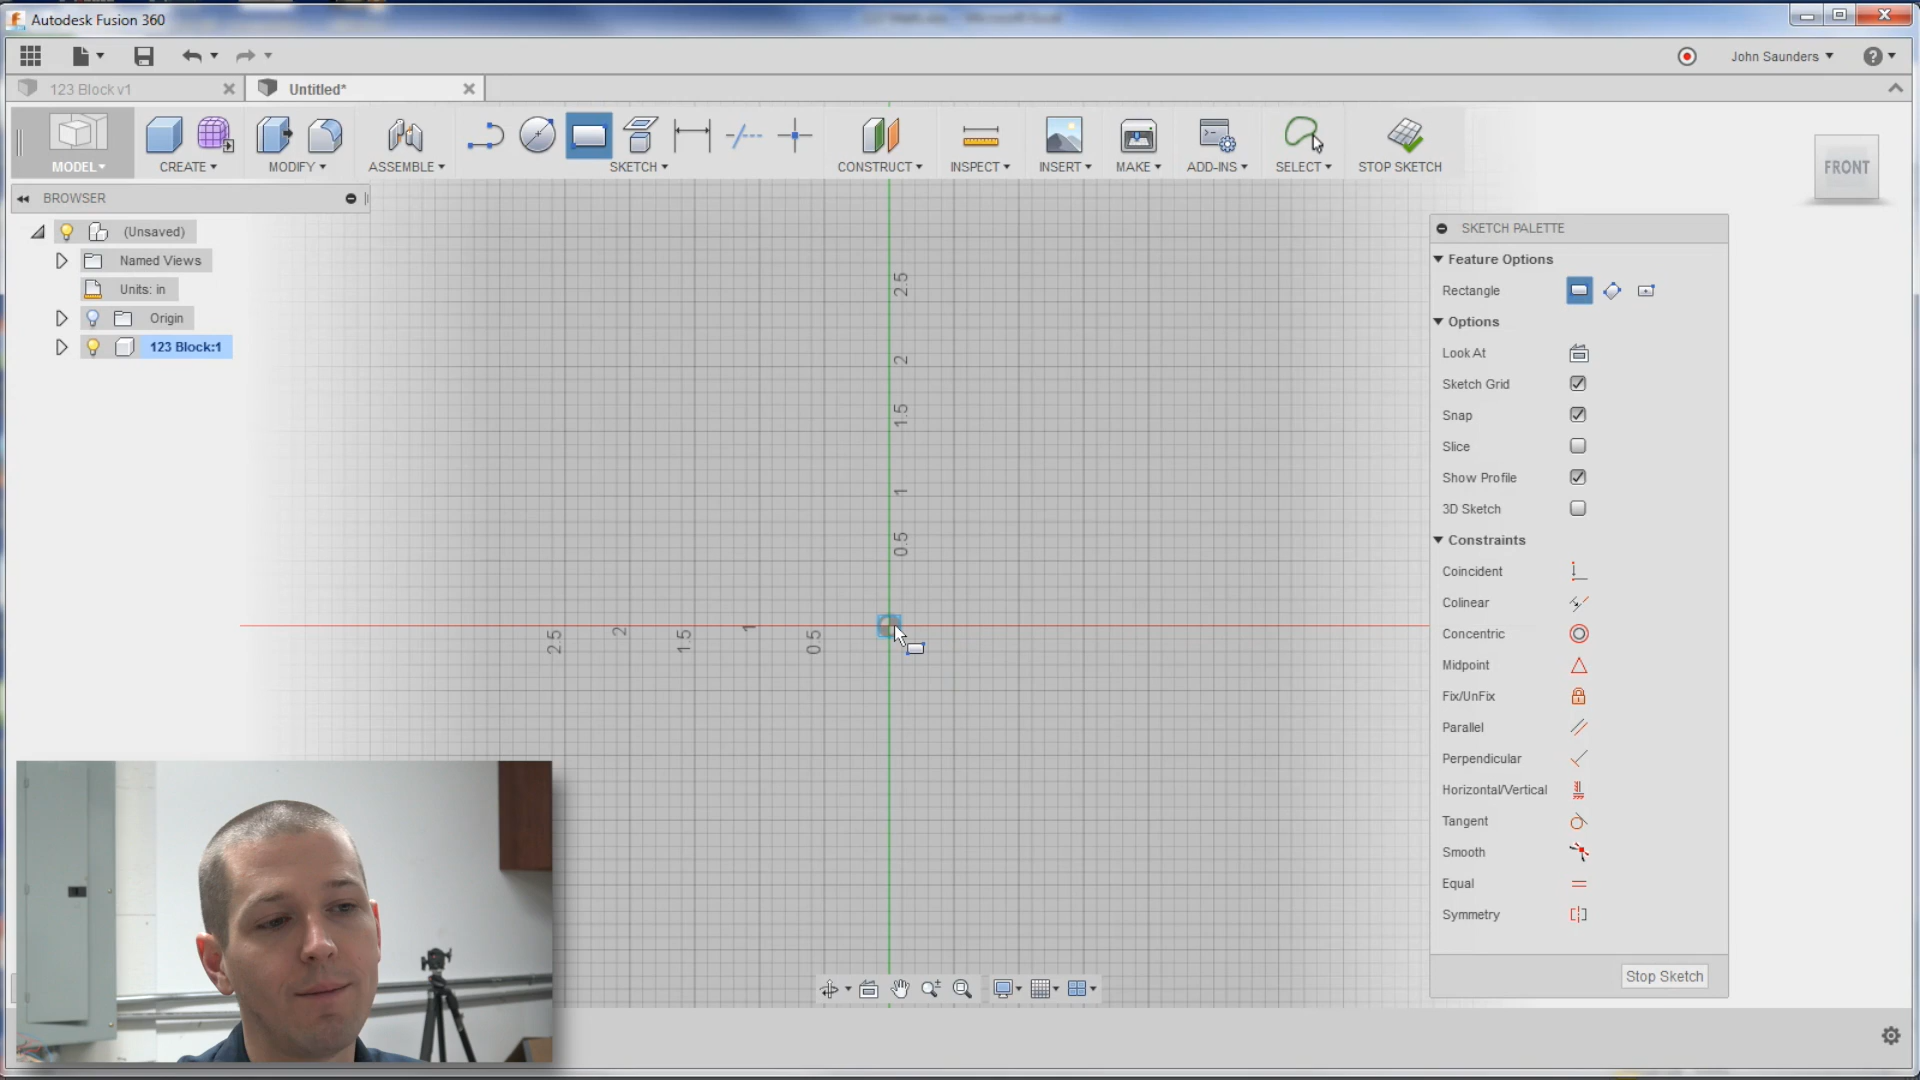 Autodesk Fusion 360
John Saunders
123 Block v1
Untitled*
MODEL
CREATE
MODIFY
ASSEMBLE
SKETCH
CONSTRUCT
INSPECT
INSERT
MAKE
ADD-INS
SELECT
STOP SKETCH
FRONT
BROWSER
(Unsaved)
Named Views
Units: in
Origin
123 Block:1
2.5
2
1.5
1
0.5
2.5
2
1.5
1
0.5
SKETCH PALETTE
Feature Options
Rectangle
Options
Look At
Sketch Grid
Snap
Slice
Show Profile
3D Sketch
Constraints
Coincident
Colinear
Concentric
Midpoint
Fix/UnFix
Parallel
Perpendicular
Horizontal/Vertical
Tangent
Smooth
Equal
Symmetry
Stop Sketch